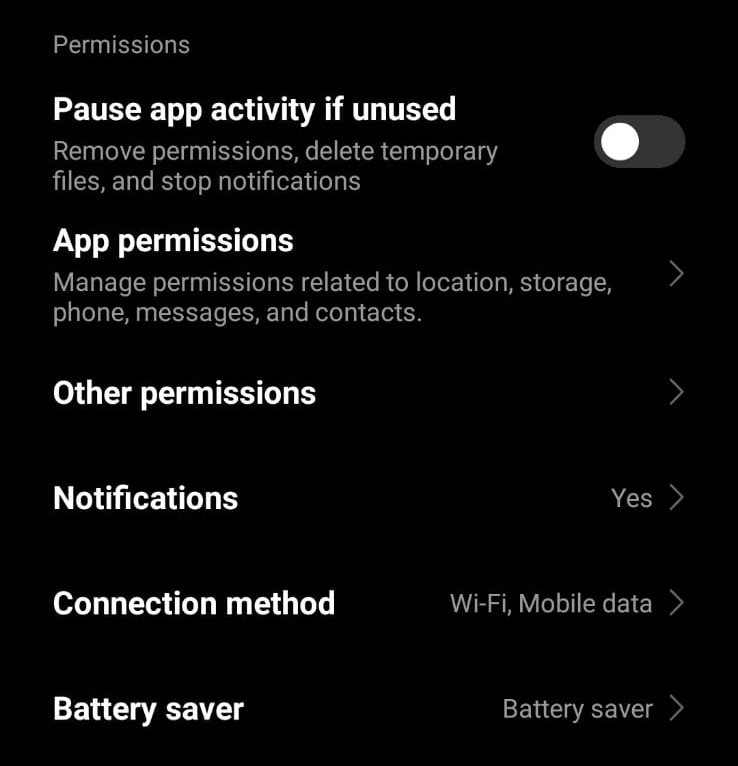 Permissions
Pause app activity if unused
Remove permissions, delete temporary
files, and stop notifications
App permissions
Manage permissions related to location, storage,
phone, messages, and contacts.
Other permissions
Notifications Yes
Connection method Wi-Fi, Mobile data
Battery saver Battery saver